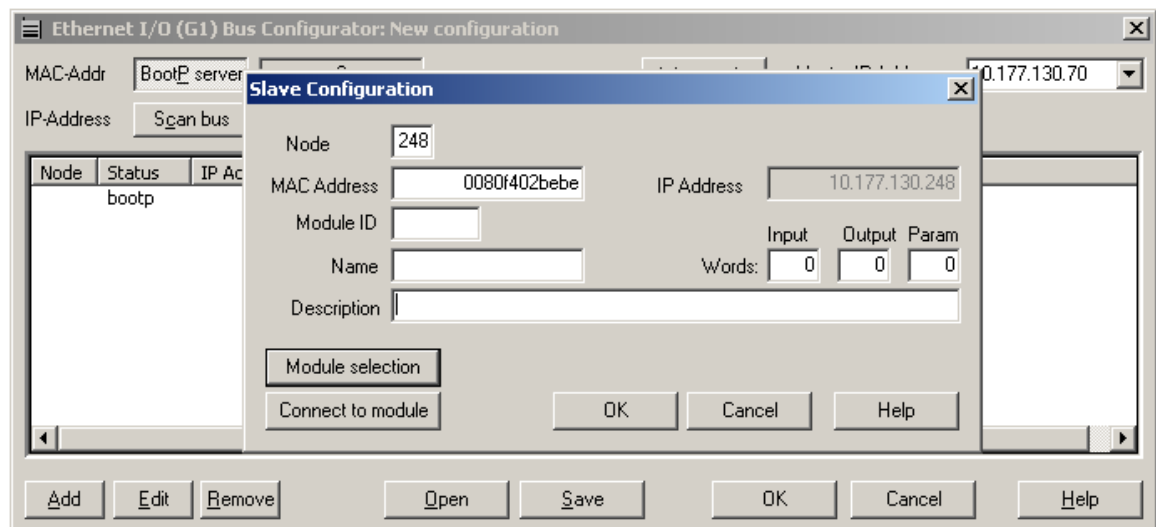 Ethernet I/O (G1) Bus Configurator: New configuration
MAC-Addr BootP server 10.177.130.70
IP-Address Scan bus
Node Status IP Ad
bootp
Slave Configuration
Node 248
MAC Address 0080f402bebe IP Address 10.177.130.248
Module ID Input Output Param
Name Words: 0 0 0
Description
Module selection
Connect to module OK Cancel Help
Add Edit Remove Open Save OK Cancel Help